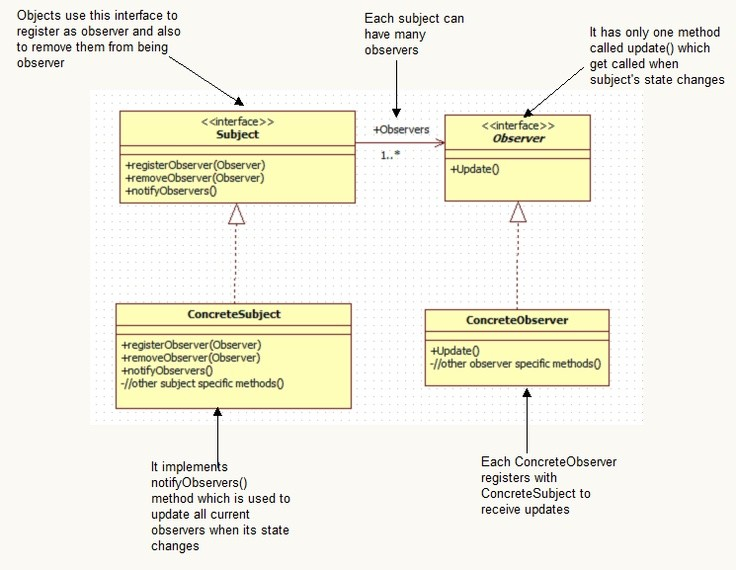 Objects use this interface to
register as observer and also
to remove them from being
observer
Each subject can
have many
observers
It has only one method
called update() which
get called when
subject's state changes
<<interface>>
Subject
+registerObserver(Observer)
+removeObserver(Observer)
+notifyObservers()
+Observers
1..*
<<interface>>
Observer
+Update()
ConcreteSubject
+registerObserver(Observer)
+removeObserver(Observer)
+notifyObservers()
-//other subject specific methods()
ConcreteObserver
+Update()
-//other observer specific methods()
It implements
notifyObservers()
method which is used to
update all current
observers when its state
changes
Each ConcreteObserver
registers with
ConcreteSubject to
receive updates